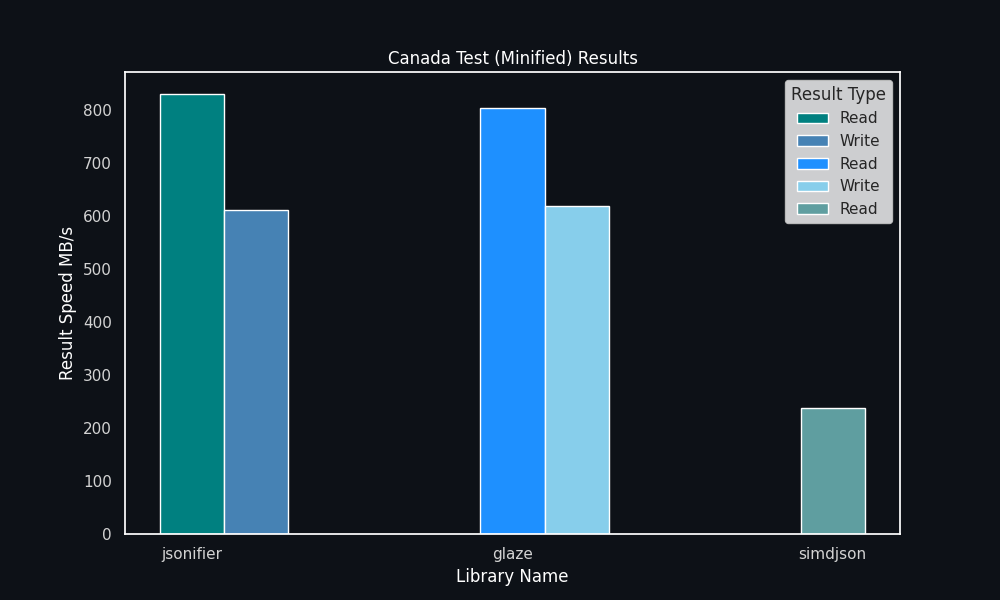 Canada Test (Minified) Results
Result Type
Read
Write
Read
Write
Read
Result Speed MB/s
800
700
600
500
400
300
200
100
0
jsonifier
glaze
simdjson
Library Name